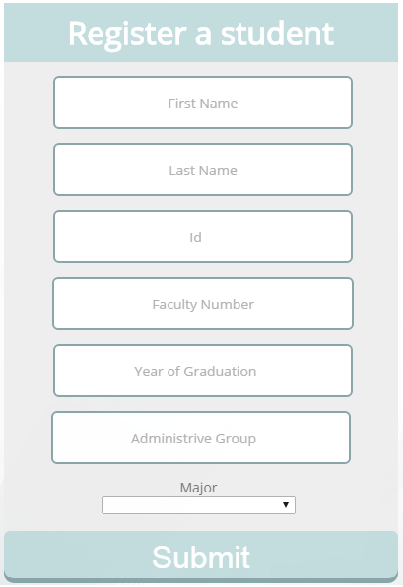 Register a student
First Name
Last Name
Id
Faculty Number
Year of Graduation
Administrive Group
Major
Submit